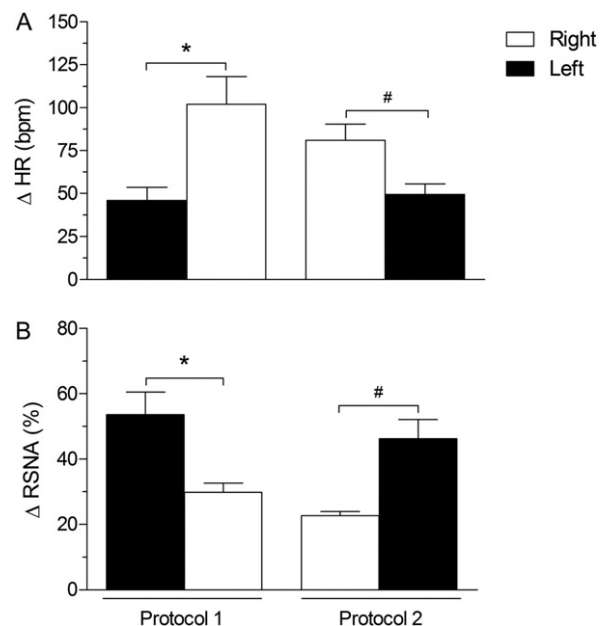 A
Δ HR (bpm)
150
125
100
75
50
25
0
*
#
Right
Left
B
Δ RSNA (%)
80
60
40
20
0
*
#
Protocol 1
Protocol 2